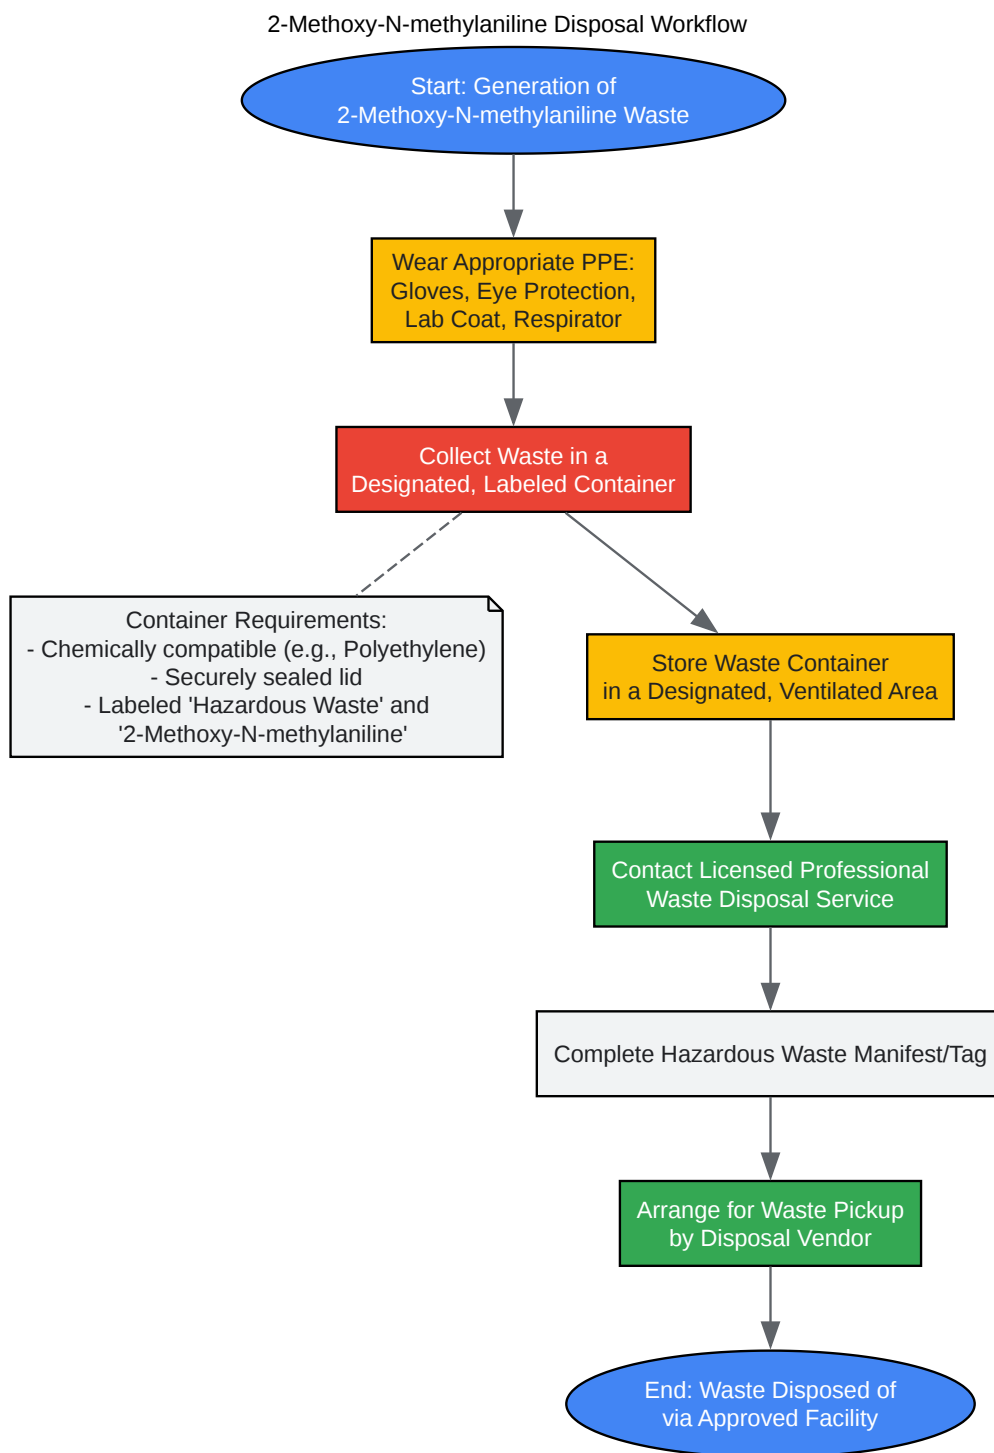 2-Methoxy-N-methylaniline Disposal Workflow
Start: Generation of
2-Methoxy-N-methylaniline Waste
Wear Appropriate PPE:
Gloves, Eye Protection,
Lab Coat, Respirator
Collect Waste in a
Designated, Labeled Container
Container Requirements:
- Chemically compatible (e.g., Polyethylene)
- Securely sealed lid
- Labeled 'Hazardous Waste' and
'2-Methoxy-N-methylaniline'
Store Waste Container
in a Designated, Ventilated Area
Contact Licensed Professional
Waste Disposal Service
Complete Hazardous Waste Manifest/Tag
Arrange for Waste Pickup
by Disposal Vendor
End: Waste Disposed of
via Approved Facility